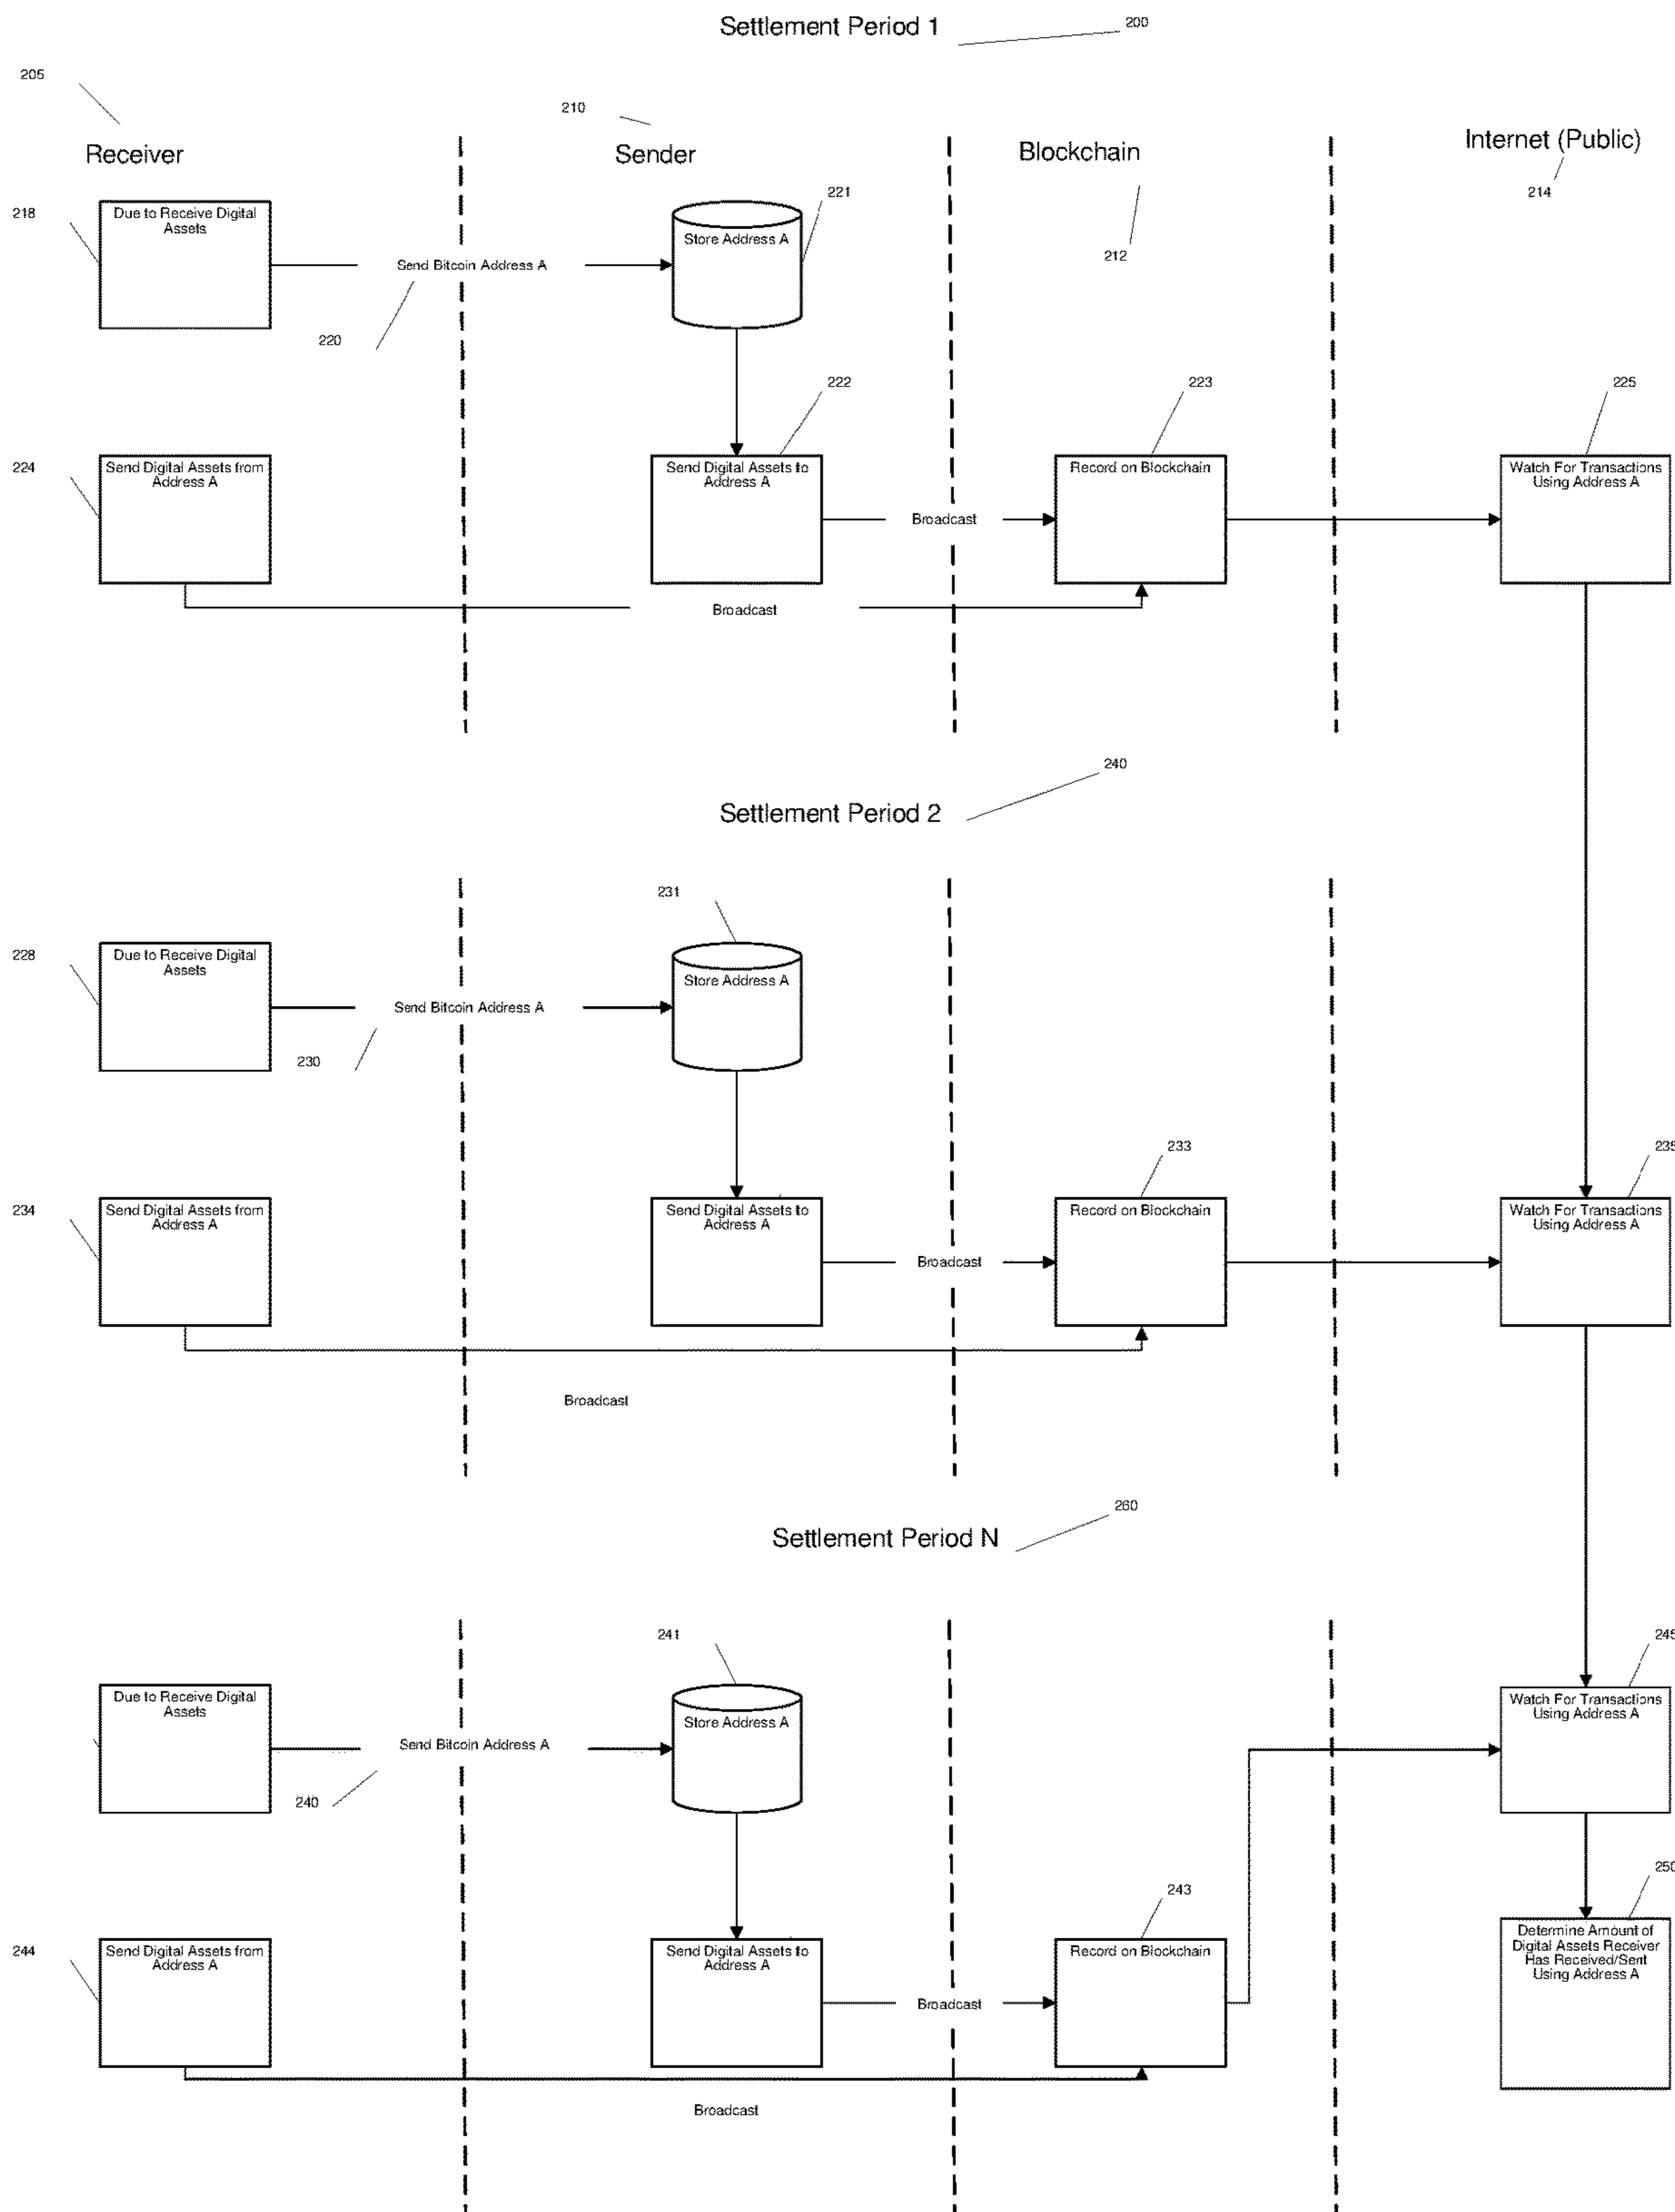 Settlement Period 1
200
205
210
Receiver
Sender
Blockchain
Internet (Public)
214
212
218
Due to Receive Digital
Assets
Send Bitcoin Address A
220
Store Address A
221
222
223
225
224
Send Digital Assets from
Address A
Send Digital Assets to
Address A
Broadcast
Record on Blockchain
Watch For Transactions
Using Address A
Broadcast
240
Settlement Period 2
231
228
Due to Receive Digital
Assets
Send Bitcoin Address A
230
Store Address A
233
235
234
Send Digital Assets from
Address A
Send Digital Assets to
Address A
Broadcast
Record on Blockchain
Watch For Transactions
Using Address A
Broadcast
260
Settlement Period N
241
245
Due to Receive Digital
Assets
Send Bitcoin Address A
240
Store Address A
Watch For Transactions
Using Address A
243
250
244
Send Digital Assets from
Address A
Send Digital Assets to
Address A
Broadcast
Record on Blockchain
Determine Amount of
Digital Assets Receiver
Has Received/Sent
Using Address A
Broadcast